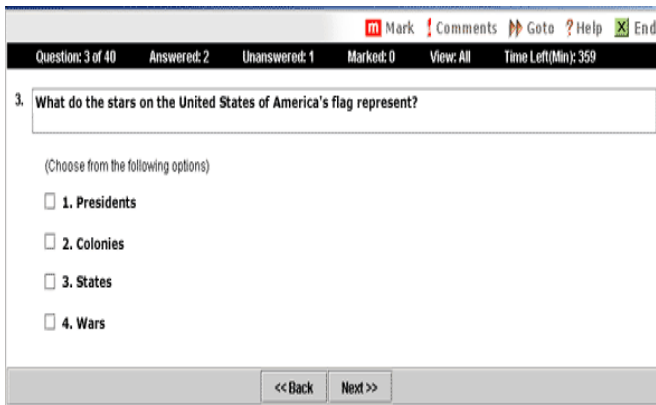 m Mark ! Comments Goto ? Help X End
Question: 3 of 40 Answered: 2 Unanswered: 1 Marked: 0 View: All Time Left(Min): 359
3. What do the stars on the United States of America's flag represent?
(Choose from the following options)
1. Presidents
2. Colonies
3. States
4. Wars
<< Back Next >>